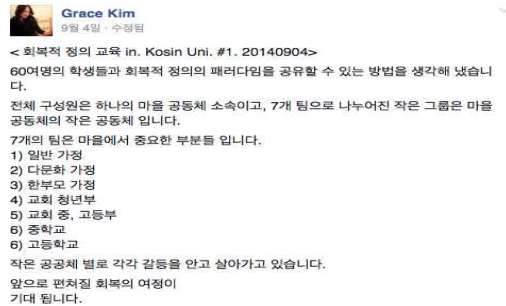 Grace Kim
9월 4일 · 수정됨
< 회복적 정의 교육 in. Kosin Uni. #1. 20140904>
60여명의 학생들과 회복적 정의의 패러다임을 공유할 수 있는 방법을 생각해 냈습니
다.
전체 구성원은 하나의 마을 공동체 소속이고, 7개 팀으로 나누어진 작은 그룹은 마을
공동체의 작은 공동체 입니다.
7개의 팀은 마을에서 중요한 부분들 입니다.
1) 일반 가정
2) 다문화 가정
3) 한부모 가정
4) 교회 청년부
5) 교회 중, 고등부
6) 중학교
6) 고등학교
작은 공공체 별로 각각 갈등을 안고 살아가고 있습니다.
앞으로 펼쳐질 회복의 여정이
기대 됩니다.